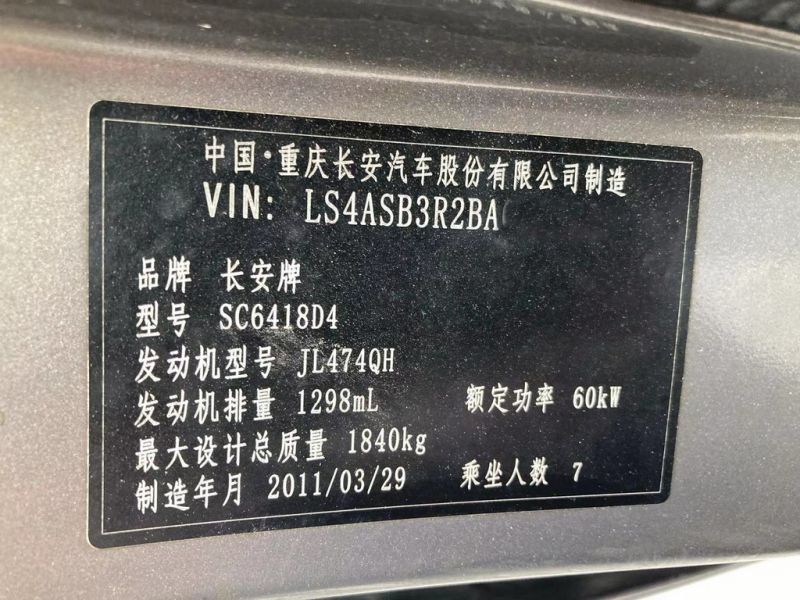 中国·重庆长安汽车股份有限公司制造
VIN: LS4ASB3R2BA
品牌 长安牌
型号 SC6418D4
发动机型号 JL474QH
发动机排量 1298mL 额定功率 60kW
最大设计总质量 1840kg
制造年月 2011/03/29 乘坐人数 7